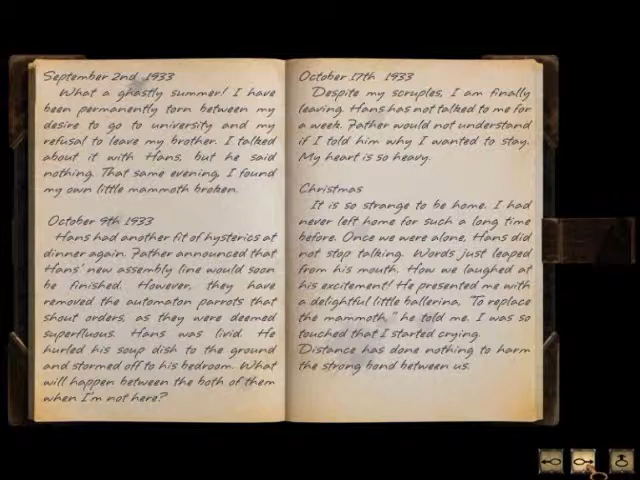 September 2nd 1933
What a ghastly summer! I have
been permanently torn between my
desire to go to university and my
refusal to leave my brother. I talked
about it with Hans, but he said
nothing. That same evening, I found
my own little mammoth broken.
October 9th 1933
Hans had another fit of hysterics at
dinner again. Father announced that
Hans' new assembly line would soon
be finished. However, they have
removed the automaton parrots that
shout orders, as they were deemed
superfluous. Hans was livid. He
hurled his soup dish to the ground
and stormed off to his bedroom. What
will happen between the both of them
when I'm not here?
October 17th 1933
Despite my scruples, I am finally
leaving. Hans has not talked to me for
a week. Father would not understand
if I told him why I wanted to stay.
My heart is so heavy.
Christmas
It is so strange to be home. I had
never left home for such a long time
before. Once we were alone, Hans did
not stop talking. Words just leaped
from his mouth. How we laughed at
his excitement! He presented me with
a delightful little ballerina. "To replace
the mammoth," he told me. I was so
touched that I started crying.
Distance has done nothing to harm
the strong bond between us.